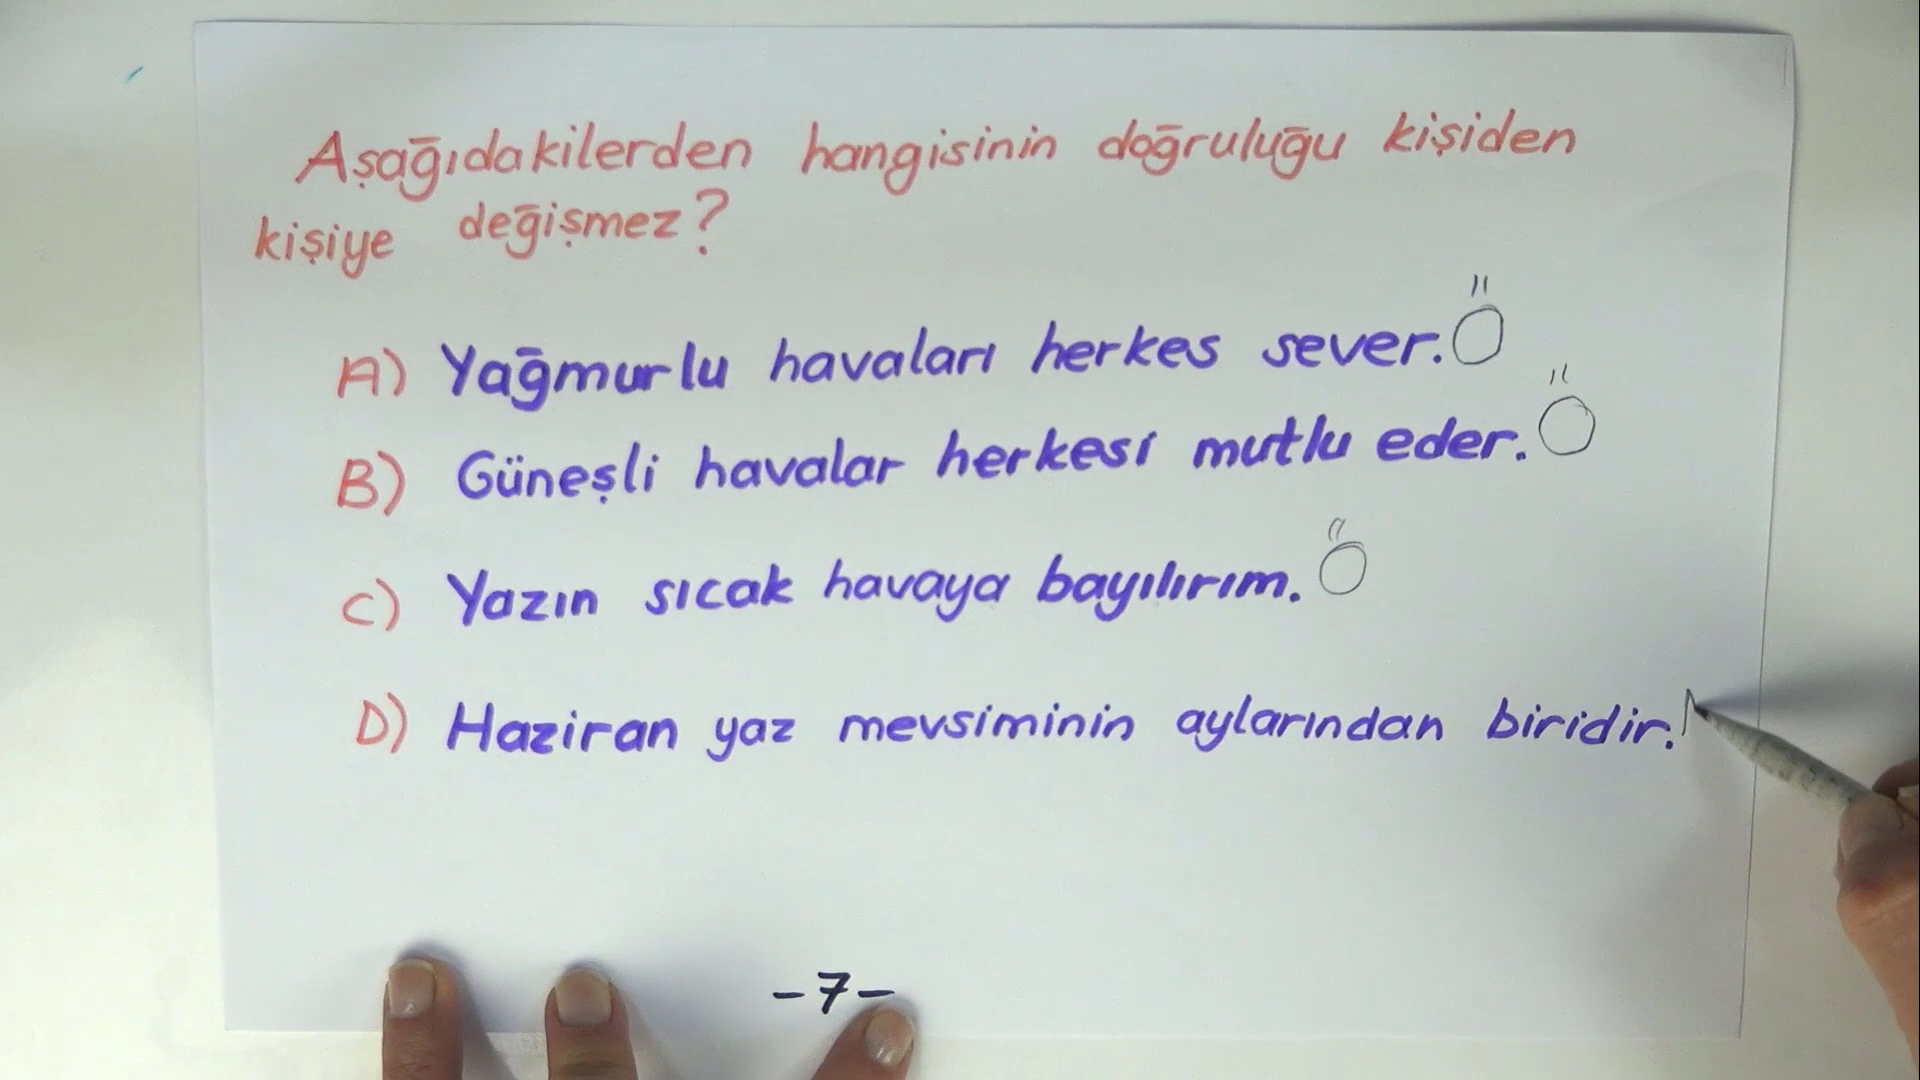 Aşağıdakilerden hangisinin doğruluğu kişiden
kişiye değişmez?
A) Yağmurlu havaları herkes sever. Ö
B) Güneşli havalar herkesi mutlu eder. Ö
C) Yazın sıcak havaya bayılırım. Ö
D) Haziran yaz mevsiminin aylarından biridir.
-7-